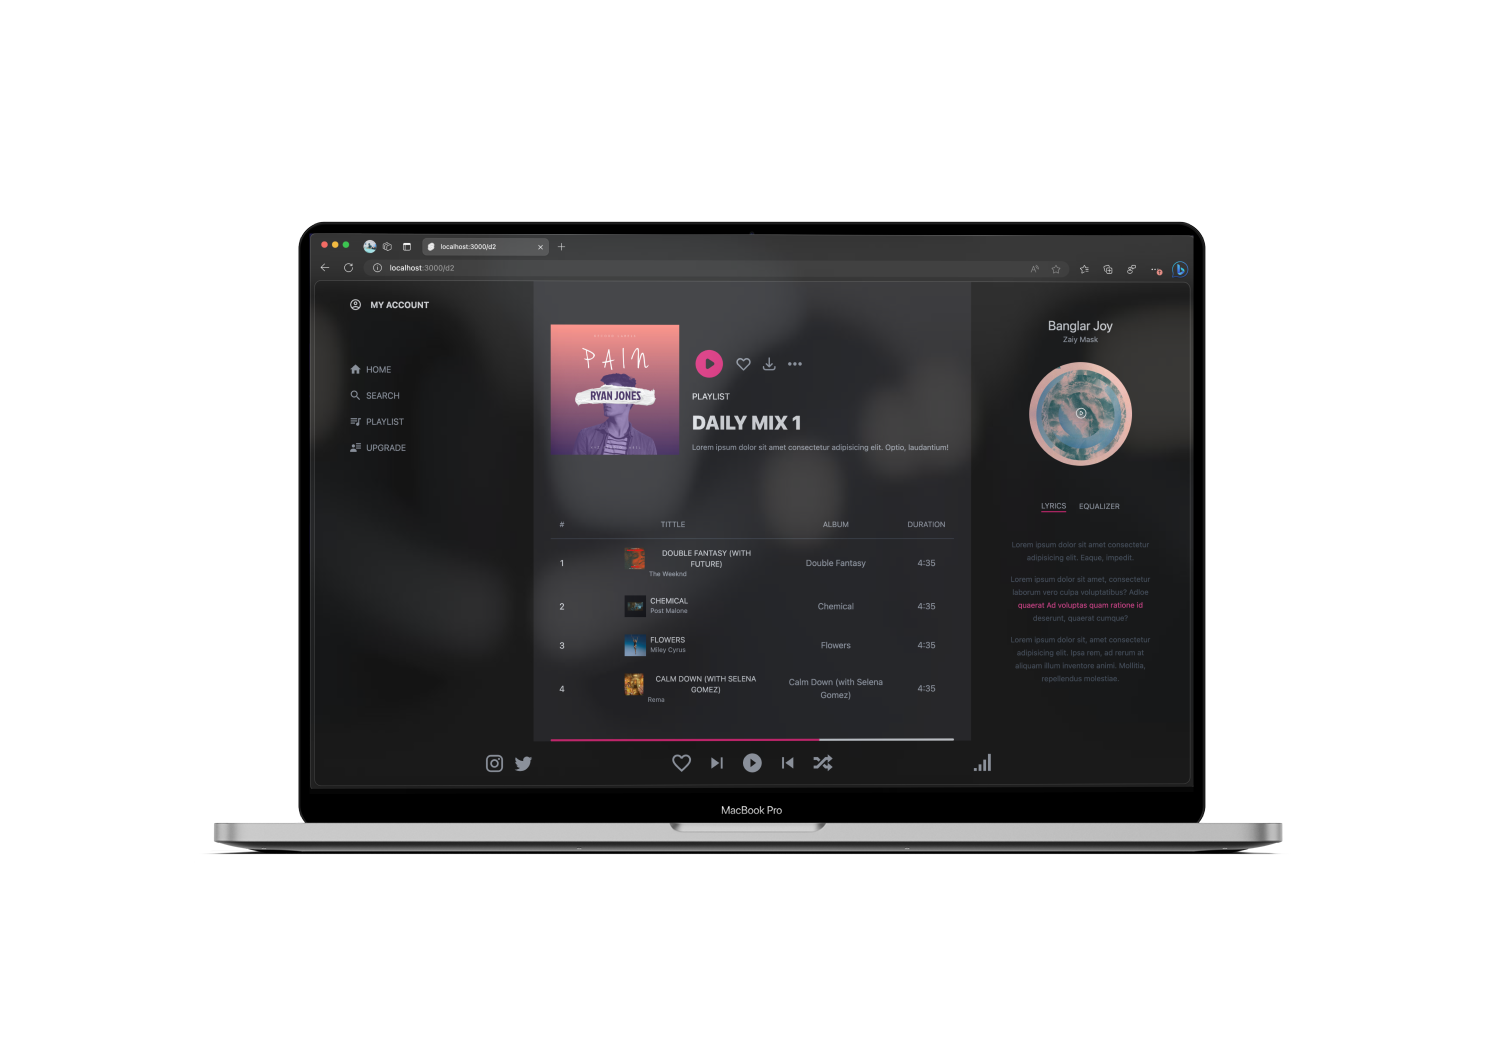 localhost:3000/d2
localhost:3000/d2
MY ACCOUNT
HOME
SEARCH
PLAYLIST
UPGRADE
PAIN
RYAN JONES
PLAYLIST
DAILY MIX 1
Lorem ipsum dolor sit amet consectetur adipisicing elit. Optio, laudantium!
# TITTLE ALBUM DURATION
1 DOUBLE FANTASY (WITH FUTURE) Double Fantasy 4:35
The Weeknd
2 CHEMICAL Chemical 4:35
Post Malone
3 FLOWERS Flowers 4:35
Miley Cyrus
4 CALM DOWN (WITH SELENA GOMEZ) Calm Down (with Selena Gomez) 4:35
Rema
Banglar Joy
Zaiy Mask
LYRICS EQUALIZER
Lorem ipsum dolor sit amet consectetur
adipisicing elit. Eaque, impedit.
Lorem ipsum dolor sit amet, consectetur
laborum vero culpa voluptatibus? Adloe
quaerat Ad voluptas quam ratione id
deserunt, quaerat cumque?
Lorem ipsum dolor sit, amet consectetur
adipisicing elit. Ipsa rem, ad rerum at
aliquam illum inventore animi. Mollitia,
repellendus molestiae.
MacBook Pro